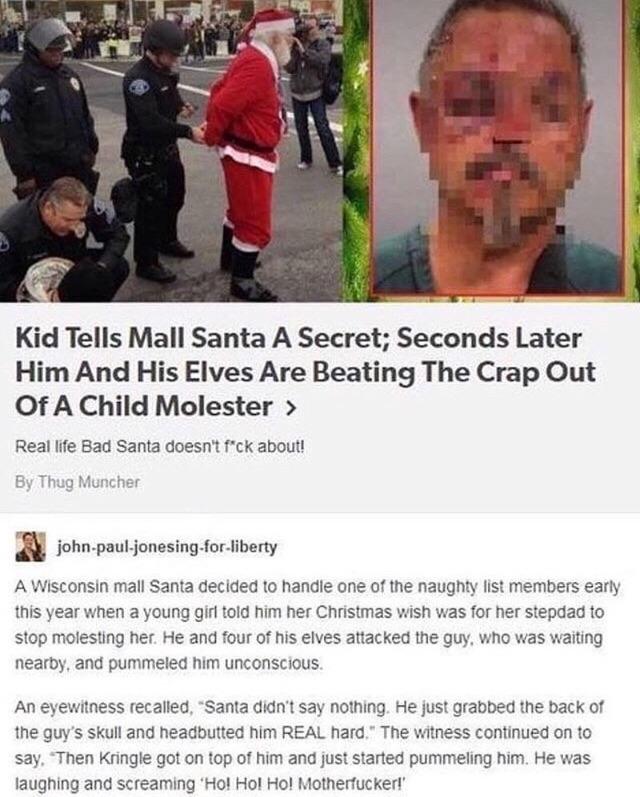 Kid Tells Mall Santa A Secret; Seconds Later
Him And His Elves Are Beating The Crap Out
Of A Child Molester >
Real life Bad Santa doesn't f*ck about!
By Thug Muncher
john-paul-jonesing-for-liberty
A Wisconsin mall Santa decided to handle one of the naughty list members early
this year when a young girl told him her Christmas wish was for her stepdad to
stop molesting her. He and four of his elves attacked the guy, who was waiting
nearby, and pummeled him unconscious.
An eyewitness recalled, "Santa didn't say nothing. He just grabbed the back of
the guy's skull and headbutted him REAL hard." The witness continued on to
say, "Then Kringle got on top of him and just started pummeling him. He was
laughing and screaming 'Ho! Ho! Ho! Motherfucker!'